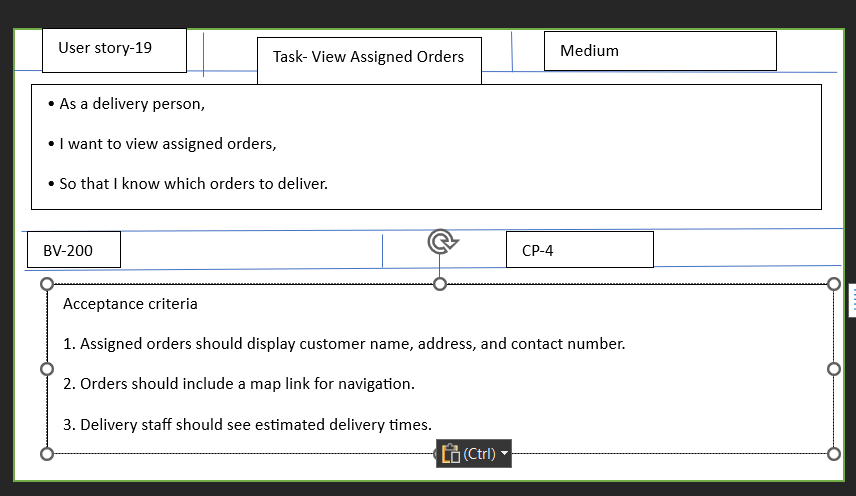 User story-19
Task- View Assigned Orders
Medium
• As a delivery person,
• I want to view assigned orders,
• So that I know which orders to deliver.
BV-200
CP-4
Acceptance criteria
1. Assigned orders should display customer name, address, and contact number.
2. Orders should include a map link for navigation.
3. Delivery staff should see estimated delivery times.
(Ctrl)